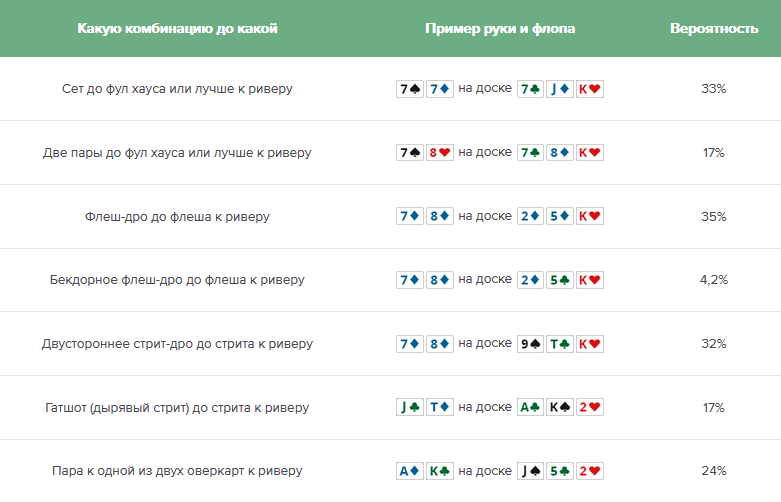 Какую комбинацию до какой Пример руки и флопа Вероятность
Сет до фул хауса или лучше к риверу 7♠ 7♦ на доске 7♣ J♦ K♥ 33%
Две пары до фул хауса или лучше к риверу 7♠ 8♥ на доске 7♣ 8♦ K♥ 17%
Флеш-дро до флеша к риверу 7♦ 8♦ на доске 2♦ 5♦ K♥ 35%
Бекдорное флеш-дро до флеша к риверу 7♦ 8♦ на доске 2♦ 5♣ K♥ 4,2%
Двустороннее стрит-дро до стрита к риверу 7♦ 8♦ на доске 9♠ T♣ K♥ 32%
Гатшот (дырявый стрит) до стрита к риверу J♣ T♦ на доске A♣ K♠ 2♥ 17%
Пара к одной из двух оверкарт к риверу A♦ K♣ на доске J♠ 5♣ 2♥ 24%